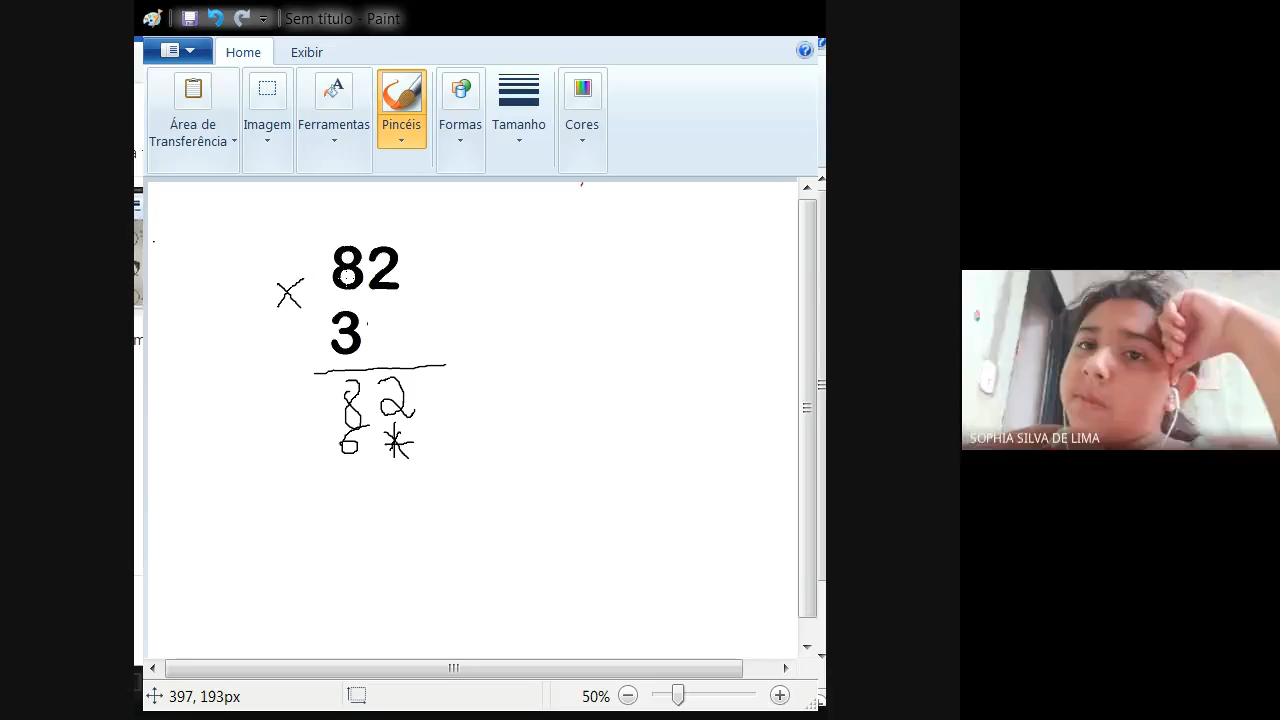 Sem título - Paint
Home Exibir
Área de Transferência Imagem Ferramentas Pincéis Formas Tamanho Cores
82
× 3
82
6 *
SOPHIA SILVA DE LIMA
397, 193px 50%